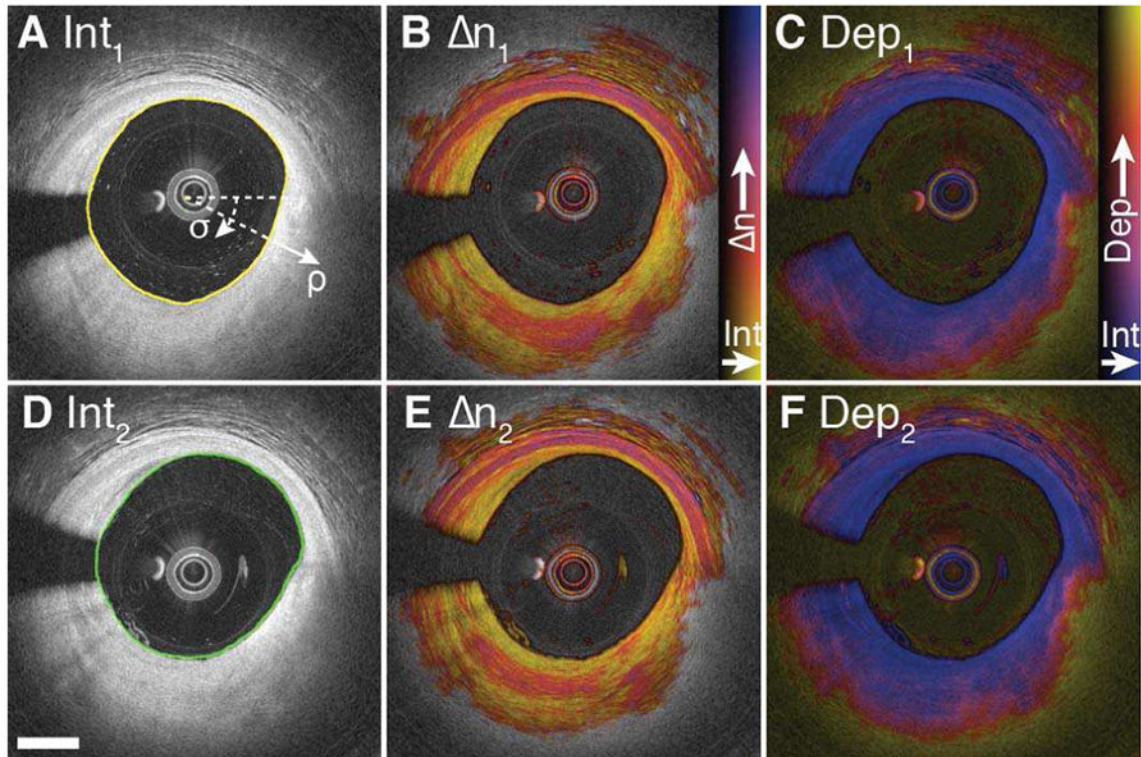 A Int₁
σ
ρ
B Δn₁
Δn
Int
C Dep₁
Dep
Int
D Int₂
E Δn₂
F Dep₂